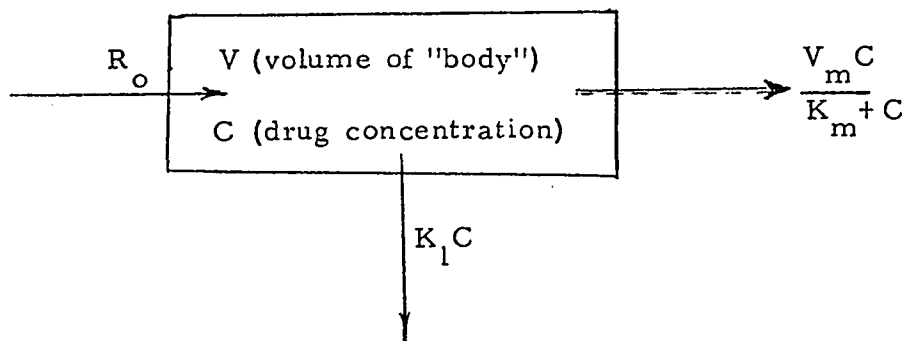 R_o
V (volume of "body")
C (drug concentration)
V_m C
K_m + C
K_1 C